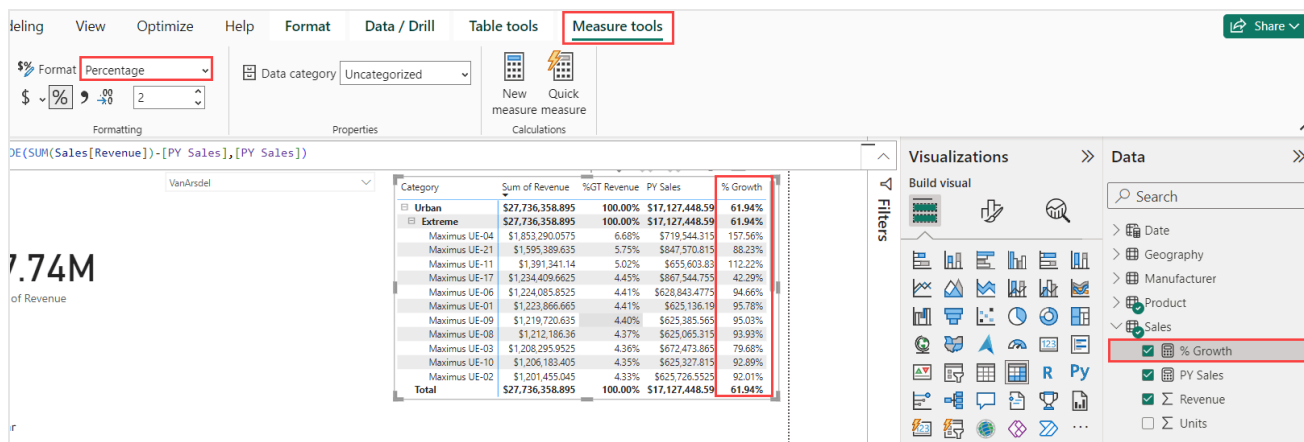 deling View Optimize Help Format Data / Drill Table tools Measure tools Share
$% Format Percentage
Data category Uncategorized
$ % 9 .00 2
New measure
Quick measure
Formatting Properties Calculations
DE(SUM(Sales[Revenue])-[PY Sales],[PY Sales])
VanArsdel
7.74M
of Revenue
Category Sum of Revenue %GT Revenue PY Sales % Growth
Urban $27,736,358.895 100.00% $17,127,448.59 61.94%
Extreme $27,736,358.895 100.00% $17,127,448.59 61.94%
Maximus UE-04 $1,853,290.0575 6.68% $719,544.315 157.56%
Maximus UE-21 $1,595,389.635 5.75% $847,570.815 88.23%
Maximus UE-11 $1,391,341.14 5.02% $655,603.83 112.22%
Maximus UE-17 $1,234,409.6625 4.45% $867,544.755 42.29%
Maximus UE-06 $1,224,085.8525 4.41% $628,843.4775 94.66%
Maximus UE-01 $1,223,866.665 4.41% $625,136.19 95.78%
Maximus UE-09 $1,219,720.635 4.40% $625,385.565 95.03%
Maximus UE-08 $1,212,186.36 4.37% $625,065.315 93.93%
Maximus UE-03 $1,208,295.9525 4.36% $672,473.865 79.68%
Maximus UE-10 $1,206,183.405 4.35% $625,327.815 92.89%
Maximus UE-02 $1,201,455.045 4.33% $625,726.5525 92.01%
Total $27,736,358.895 100.00% $17,127,448.59 61.94%
ar
Filters
Visualizations
Build visual
123
R Py
123
...
Data
Search
Date
Geography
Manufacturer
Product
Sales
% Growth
PY Sales
Σ Revenue
Σ Units